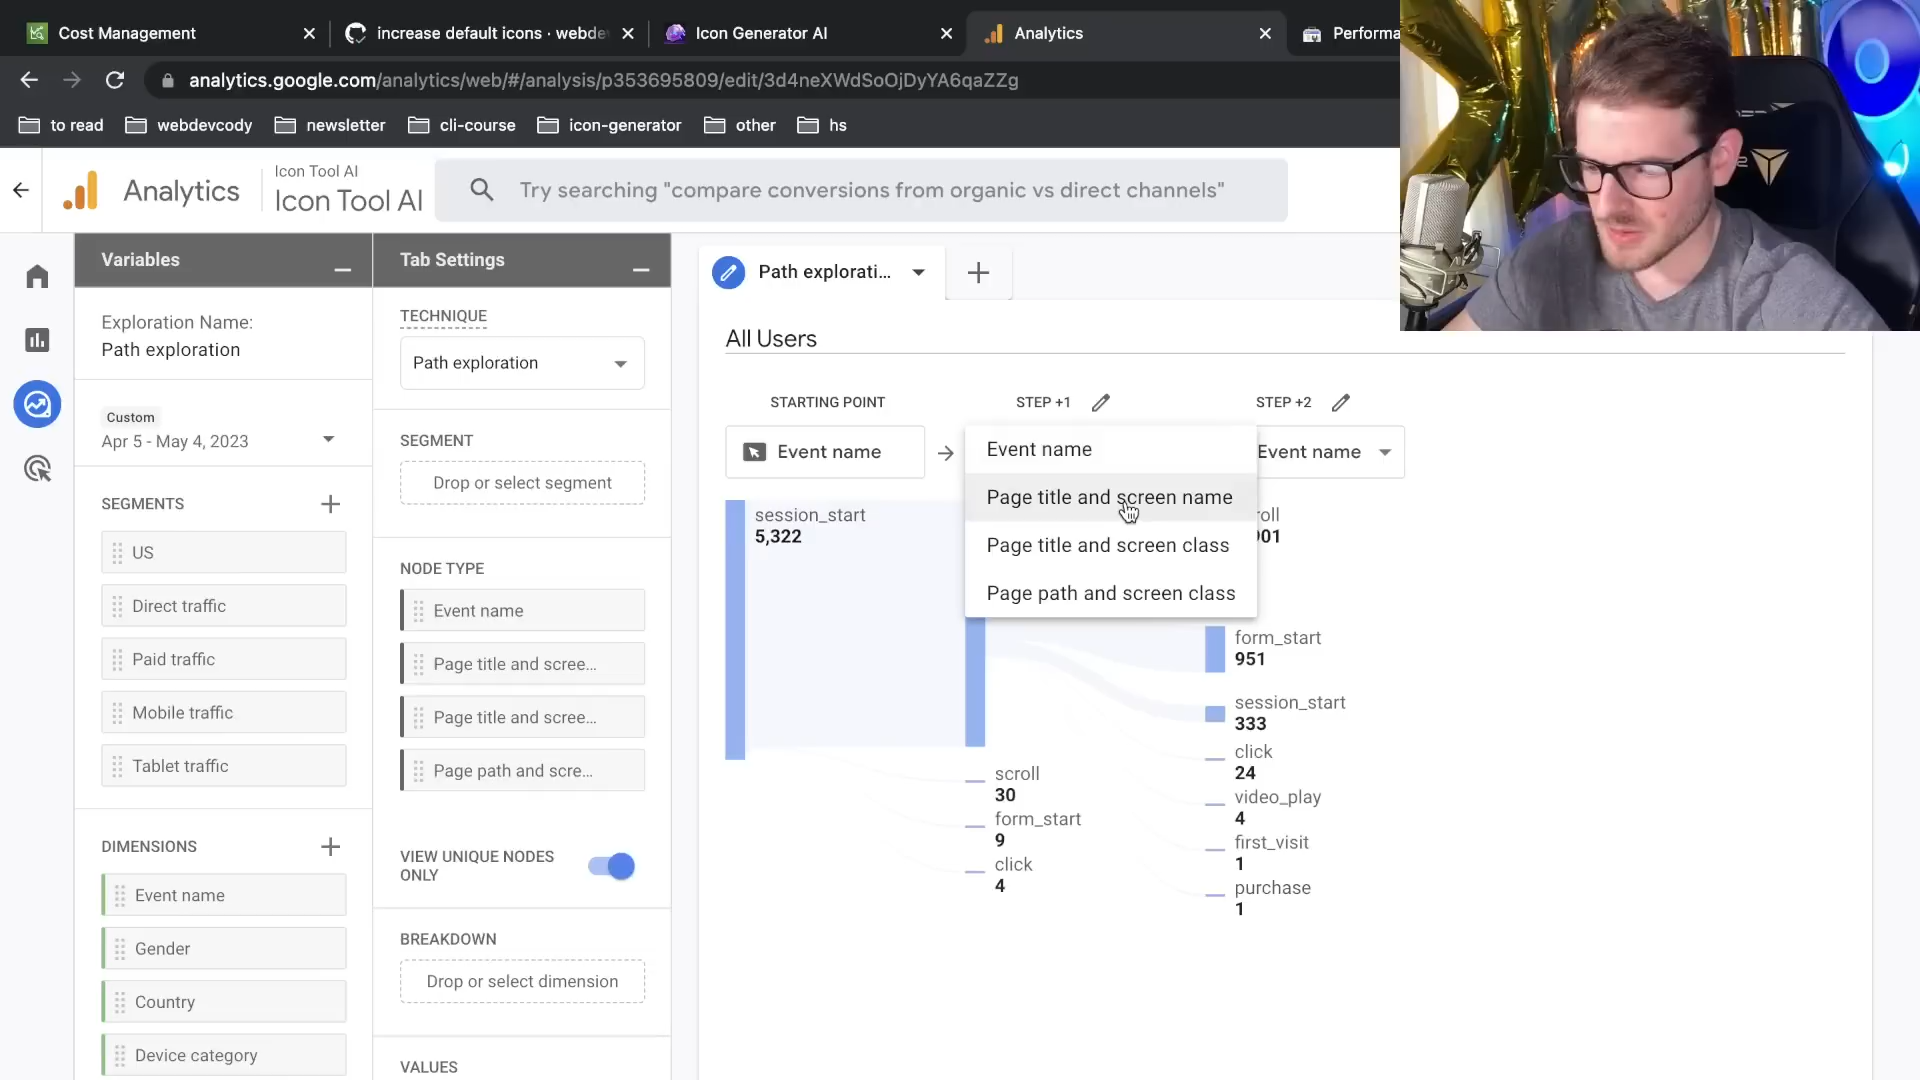 Cost Management
increase default icons · webde
Icon Generator AI
Analytics
Performa
analytics.google.com/analytics/web/#/analysis/p353695809/edit/3d4neXWdSoOjDyYA6qaZZg
to read
webdevcody
newsletter
cli-course
icon-generator
other
hs
Analytics
Icon Tool AI
Icon Tool AI
Try searching "compare conversions from organic vs direct channels"
Variables
Exploration Name:
Path exploration
Custom
Apr 5 - May 4, 2023
SEGMENTS
US
Direct traffic
Paid traffic
Mobile traffic
Tablet traffic
DIMENSIONS
Event name
Gender
Country
Device category
Tab Settings
TECHNIQUE
Path exploration
SEGMENT
Drop or select segment
NODE TYPE
Event name
Page title and scree...
Page title and scree...
Page path and scre...
VIEW UNIQUE NODES
ONLY
BREAKDOWN
Drop or select dimension
VALUES
Path explorati...
All Users
STARTING POINT
Event name
session_start
5,322
STEP +1
Event name
Page title and screen name
Page title and screen class
Page path and screen class
scroll
30
form_start
9
click
4
STEP +2
Event name
roll
901
form_start
951
session_start
333
click
24
video_play
4
first_visit
1
purchase
1